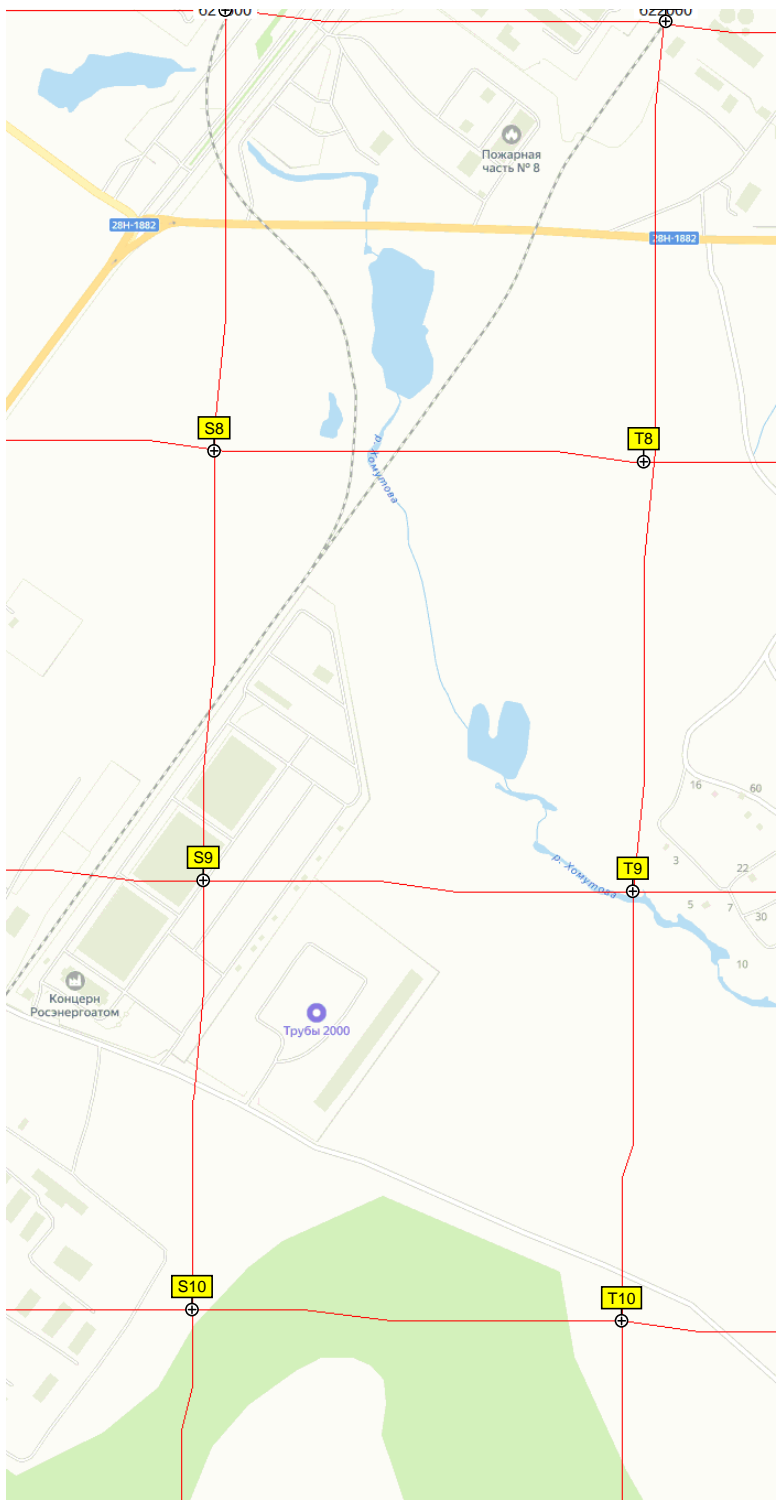 622000
Пожарная
часть № 8
28Н-1882
28Н-1882
S8
T8
р. Хомутова
16
60
S9
T9
р. Хомутова
3
22
5
7
30
10
Концерн
Росэнергоатом
Трубы 2000
S10
T10